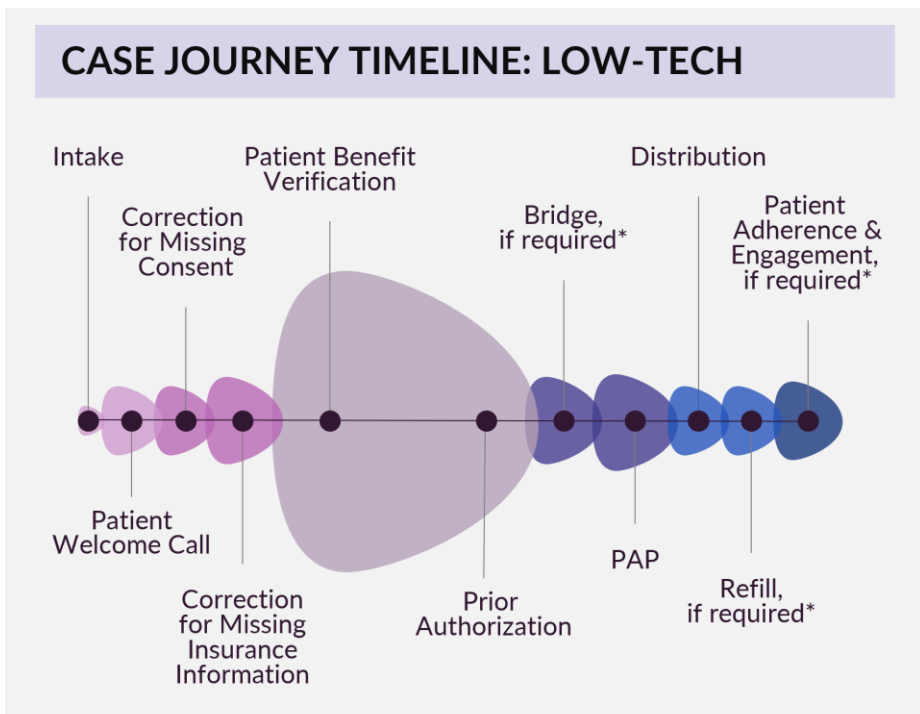 CASE JOURNEY TIMELINE: LOW-TECH
Intake
Patient Benefit
Verification
Distribution
Correction
for Missing
Consent
Bridge,
if required*
Patient
Adherence &
Engagement,
if required*
Patient
Welcome Call
Correction
for Missing
Insurance
Information
Prior
Authorization
PAP
Refill,
if required*